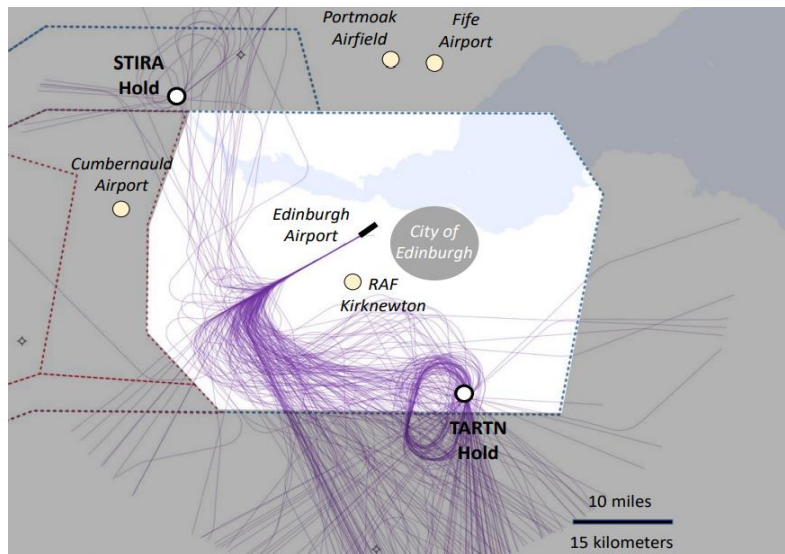 Portmoak
Airfield
Fife
Airport
STIRA
Hold
Cumbernauld
Airport
Edinburgh
Airport
City of
Edinburgh
RAF
Kirknewton
TARTN
Hold
10 miles
15 kilometers